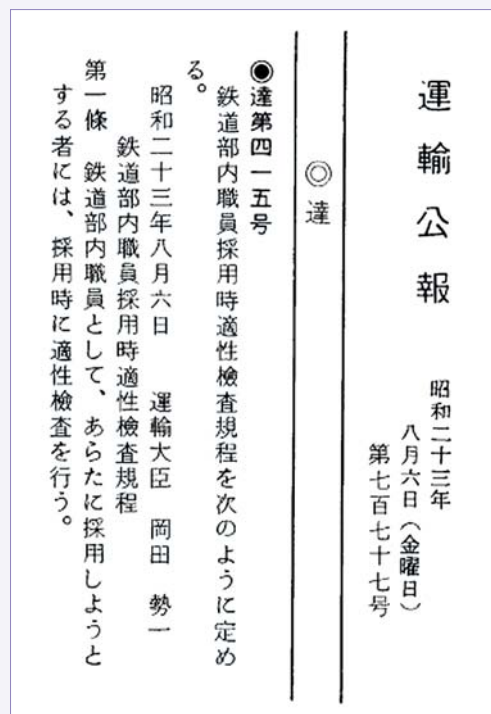 運輸公報
昭和二十三年
八月六日（金曜日）
第七百七十七号
◎達
◉達第四一五号
鉄道部内職員採用時適性檢査規程を次のように定め
る。
昭和二十三年八月六日　運輸大臣　岡田　勢一
鉄道部内職員採用時適性檢査規程
第一條　鉄道部内職員として、あらたに採用しようと
する者には、採用時に適性檢査を行う。